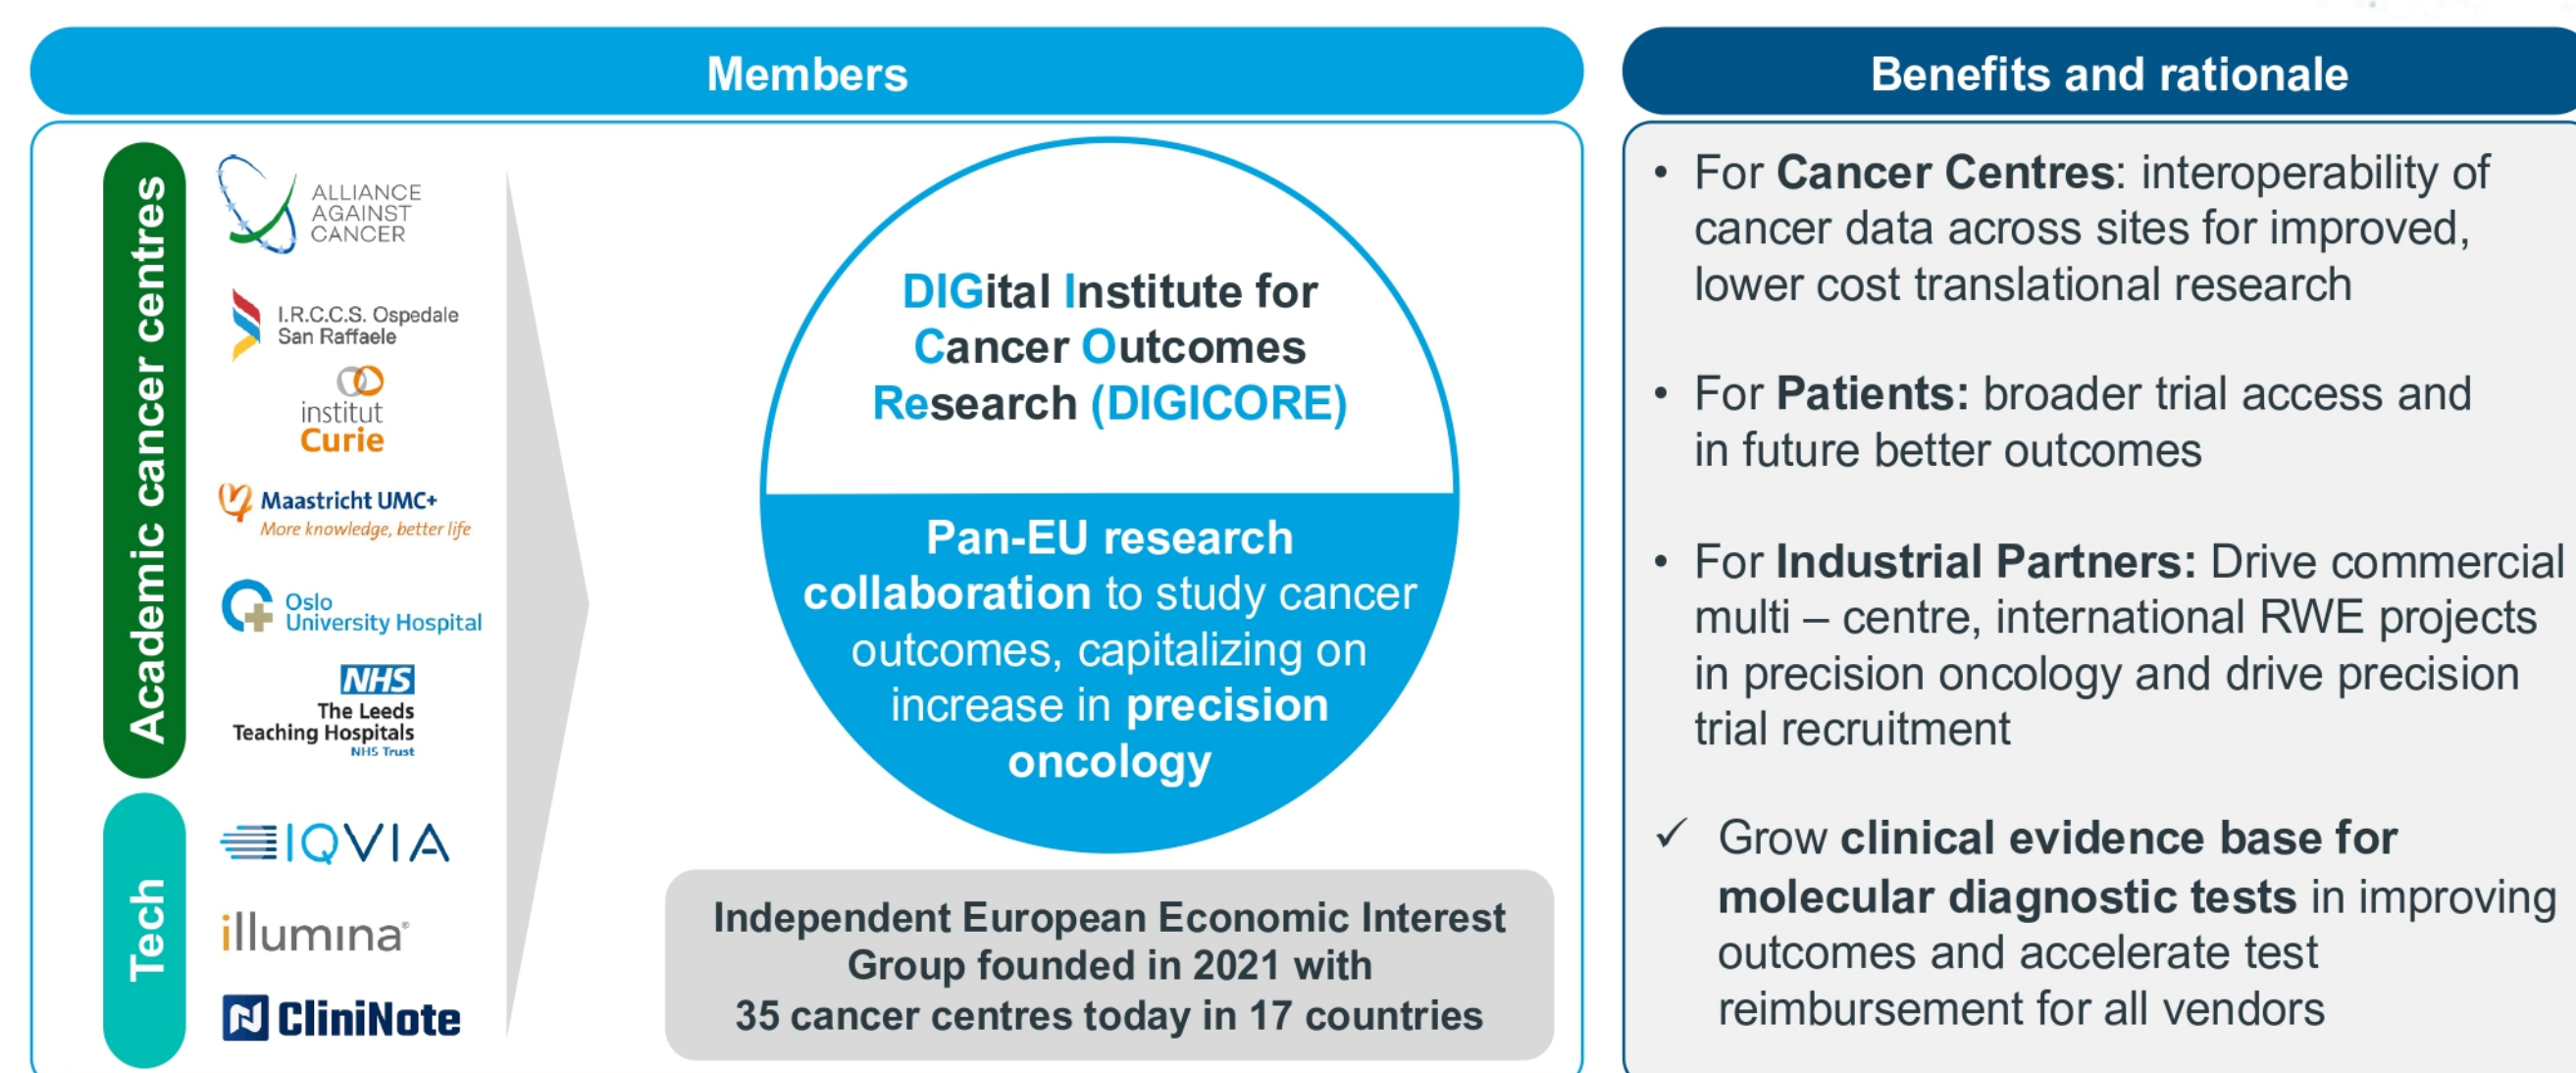 Members
Academic cancer centres
ALLIANCE
AGAINST
CANCER
I.R.C.C.S. Ospedale
San Raffaele
institut
Curie
Maastricht UMC+
More knowledge, better life
Oslo
University Hospital
NHS
The Leeds
Teaching Hospitals
NHS Trust
Tech
IQVIA
illumina®
CliniNote
DIGital Institute for
Cancer Outcomes
Research (DIGICORE)
Pan-EU research
collaboration to study cancer
outcomes, capitalizing on
increase in precision
oncology
Independent European Economic Interest
Group founded in 2021 with
35 cancer centres today in 17 countries
Benefits and rationale
• For Cancer Centres: interoperability of
cancer data across sites for improved,
lower cost translational research
• For Patients: broader trial access and
in future better outcomes
• For Industrial Partners: Drive commercial
multi – centre, international RWE projects
in precision oncology and drive precision
trial recruitment
✓ Grow clinical evidence base for
molecular diagnostic tests in improving
outcomes and accelerate test
reimbursement for all vendors